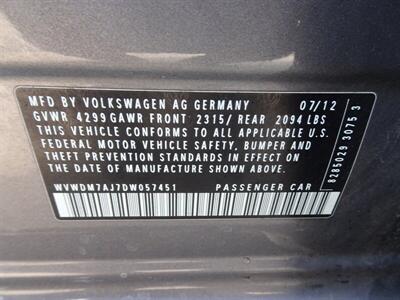 MFD BY VOLKSWAGEN AG GERMANY 07/12
GVWR 4299 GAWR FRONT 2315/ REAR 2094 LBS
THIS VEHICLE CONFORMS TO ALL APPLICABLE U.S.
FEDERAL MOTOR VEHICLE SAFETY, BUMPER AND
THEFT PREVENTION STANDARDS IN EFFECT ON
THE DATE OF MANUFACTURE SHOWN ABOVE.
WVWDM7AJ7DW057451 PASSENGER CAR
8285029 3075 3